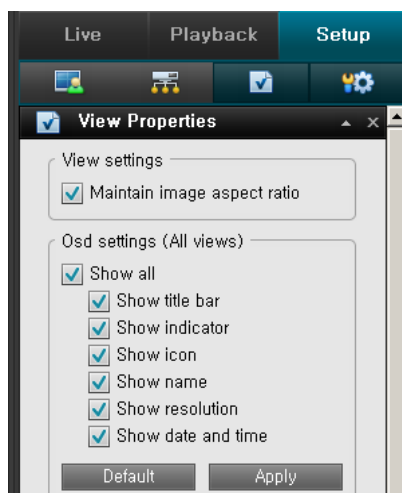 Live Playback Setup
View Properties
View settings
Maintain image aspect ratio
Osd settings (All views)
Show all
Show title bar
Show indicator
Show icon
Show name
Show resolution
Show date and time
Default Apply